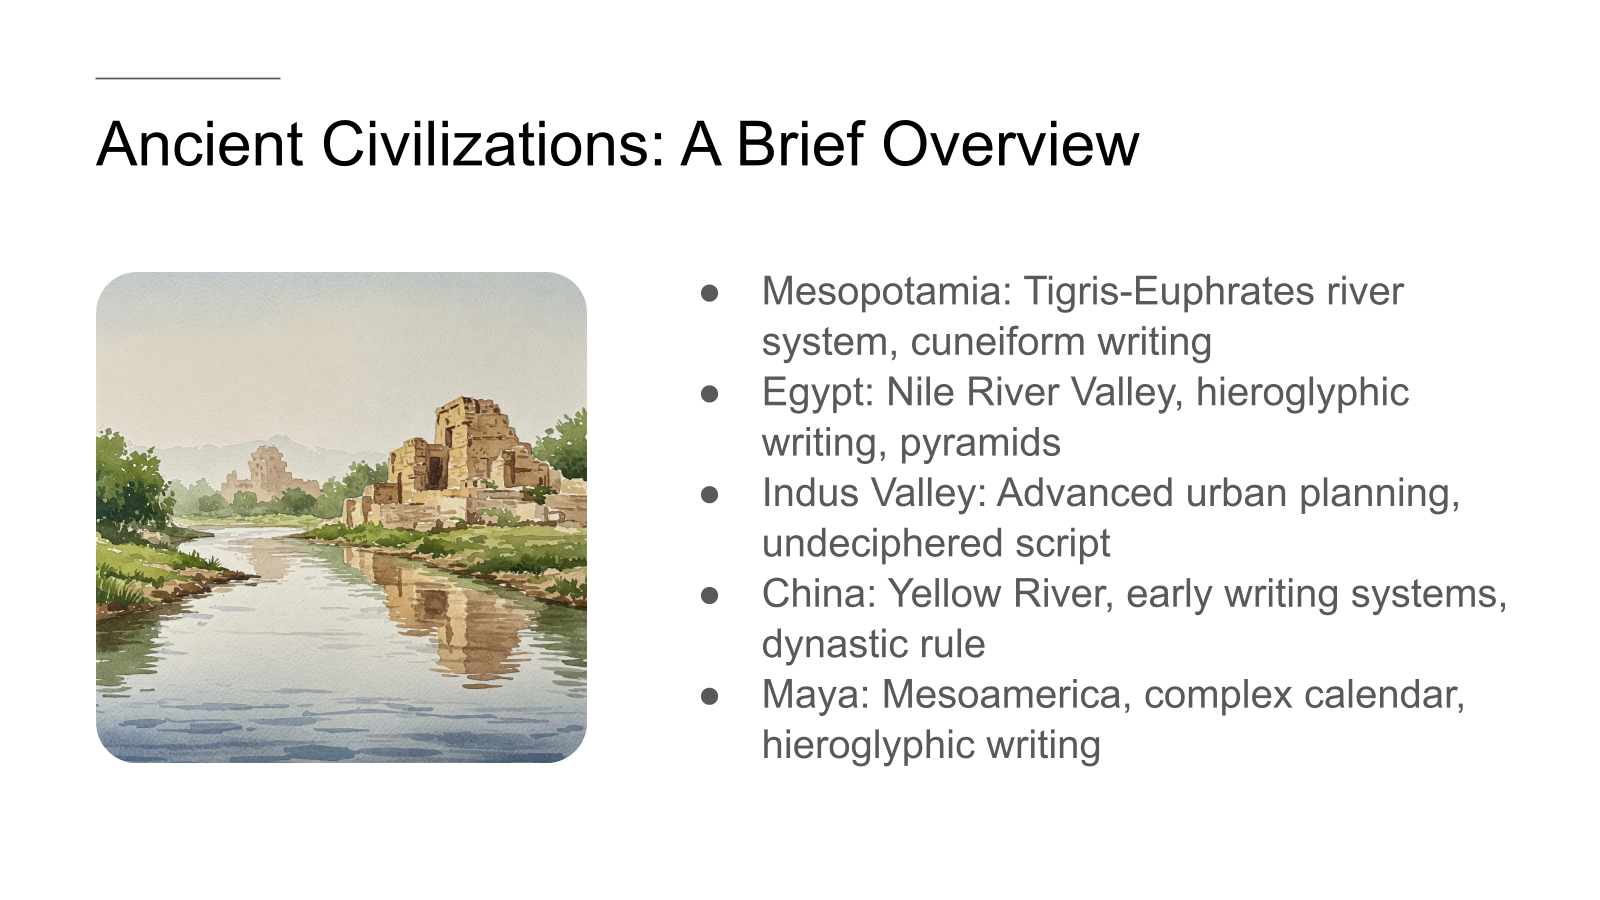 Ancient Civilizations: A Brief Overview
● Mesopotamia: Tigris-Euphrates river
system, cuneiform writing
● Egypt: Nile River Valley, hieroglyphic
writing, pyramids
● Indus Valley: Advanced urban planning,
undeciphered script
● China: Yellow River, early writing systems,
dynastic rule
● Maya: Mesoamerica, complex calendar,
hieroglyphic writing